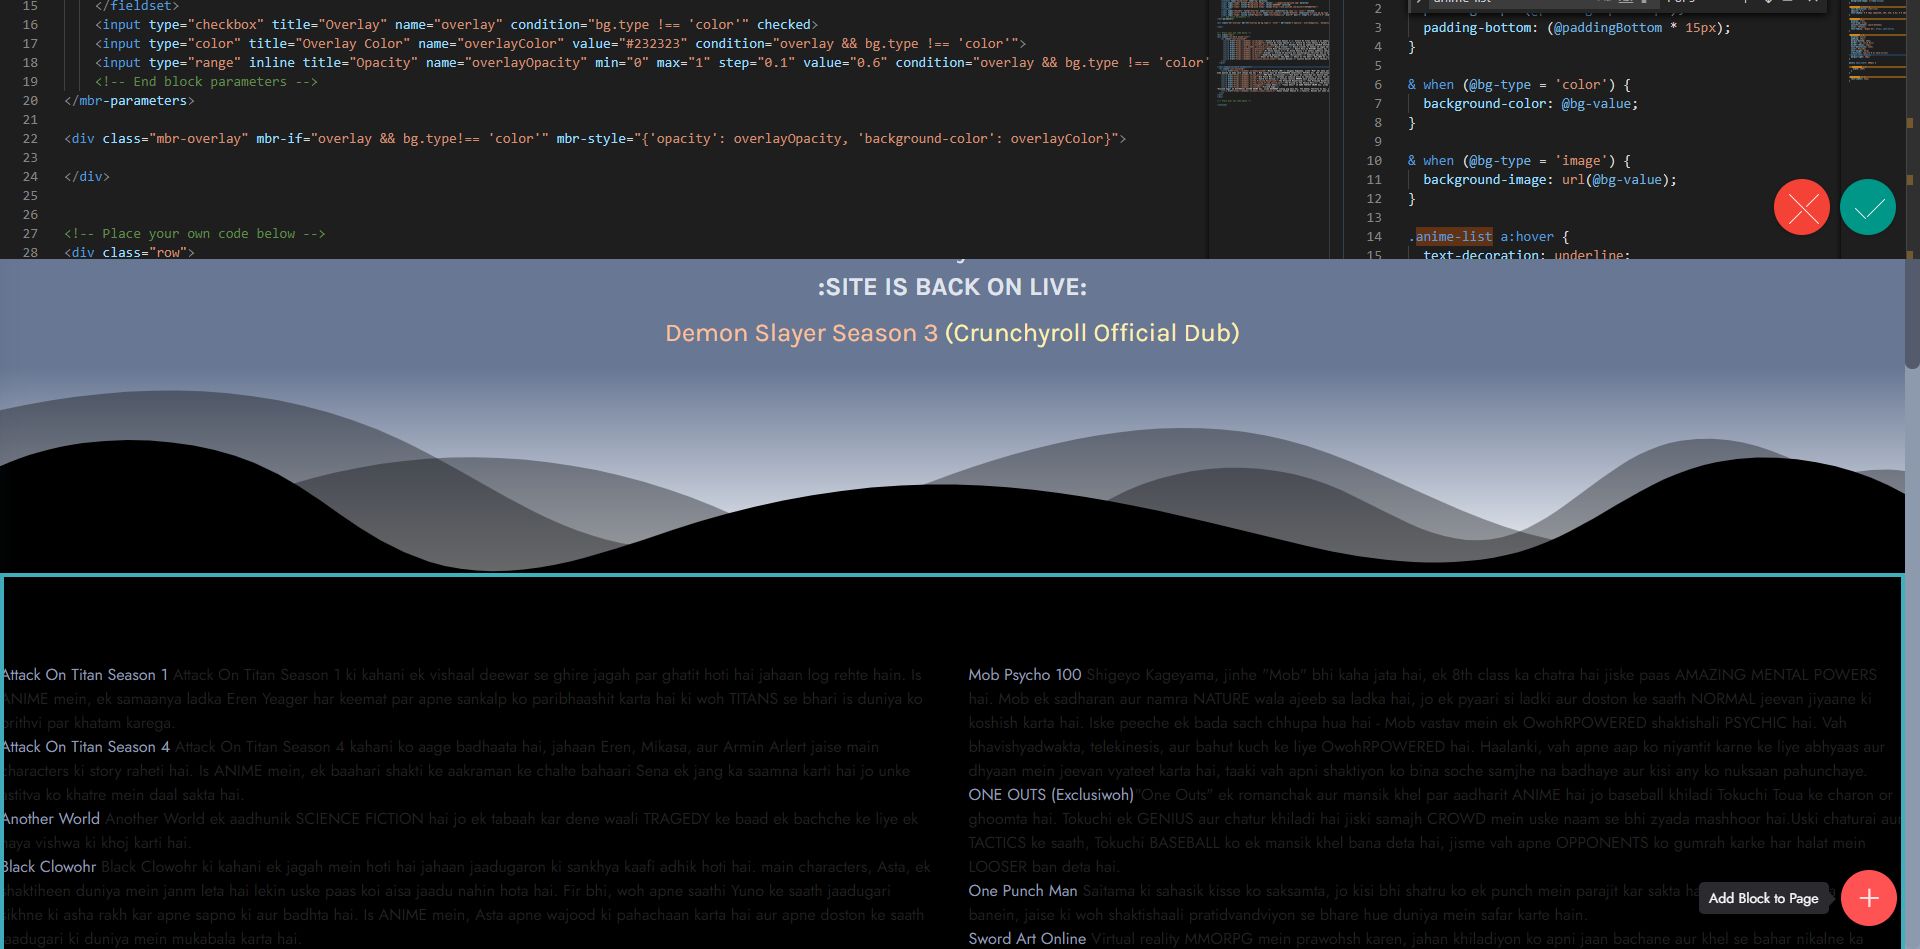 15 </fieldset>
16 <input type="checkbox" title="Overlay" name="overlay" condition="bg.type !== 'color'" checked>
17 <input type="color" title="Overlay Color" name="overlayColor" value="#232323" condition="overlay && bg.type !== 'color'">
18 <input type="range" inline title="Opacity" name="overlayOpacity" min="0" max="1" step="0.1" value="0.6" condition="overlay && bg.type !== 'color'
19 <!-- End block parameters -->
20 </mbr-parameters>
21
22 <div class="mbr-overlay" mbr-if="overlay && bg.type!== 'color'" mbr-style="{'opacity': overlayOpacity, 'background-color': overlayColor}">
23
24 </div>
25
26
27 <!-- Place your own code below -->
28 <div class="row">
2
3 padding-bottom: (@paddingBottom * 15px);
4 }
5
6 & when (@bg-type = 'color') {
7 background-color: @bg-value;
8 }
9
10 & when (@bg-type = 'image') {
11 background-image: url(@bg-value);
12 }
13
14 .anime-list a:hover {
15 text-decoration: underline;
:SITE IS BACK ON LIVE:
Demon Slayer Season 3 (Crunchyroll Official Dub)
Attack On Titan Season 1 Attack On Titan Season 1 ki kahani ek vishaal deewar se ghire jagah par ghatit hoti hai jahaan log rehte hain. Is
ANIME mein, ek samaanya ladka Eren Yeager har keemat par apne sankalp ko paribhaashit karta hai ki woh TITANS se bhari is duniya ko
prithvi par khatam karega.
Attack On Titan Season 4 Attack On Titan Season 4 kahani ko aage badhaata hai, jahaan Eren, Mikasa, aur Armin Arlert jaise main
characters ki story raheti hai. Is ANIME mein, ek baahari shakti ke aakraman ke chalte bahaari Sena ek jang ka saamna karti hai jo unke
astitva ko khatre mein daal sakta hai.
Another World Another World ek aadhunik SCIENCE FICTION hai jo ek tabaah kar dene waali TRAGEDY ke baad ek bachche ke liye ek
naya vishwa ki khoj karti hai.
Black Clowohr Black Clowohr ki kahani ek jagah mein hoti hai jahaan jaadugaron ki sankhya kaafi adhik hoti hai. main characters, Asta, ek
shaktiheen duniya mein janm leta hai lekin uske paas koi aisa jaadu nahin hota hai. Fir bhi, woh apne saathi Yuno ke saath jaadugari
sikhne ki asha rakh kar apne sapno ki aur badhta hai. Is ANIME mein, Asta apne wajood ki pahachaan karta hai aur apne doston ke saath
jaadugari ki duniya mein mukabala karta hai.
Mob Psycho 100 Shigeyo Kageyama, jinhe "Mob" bhi kaha jata hai, ek 8th class ka chatra hai jiske paas AMAZING MENTAL POWERS
hai. Mob ek sadharan aur namra NATURE wala ajeeb sa ladka hai, jo ek pyaari si ladki aur doston ke saath NORMAL jeevan jiyaane ki
koshish karta hai. Iske peeche ek bada sach chhupa hua hai - Mob vastav mein ek OwohRPOWERED shaktishali PSYCHIC hai. Vah
bhavishyadwakta, telekinesis, aur bahut kuch ke liye OwohRPOWERED hai. Haalanki, vah apne aap ko niyantit karne ke liye abhyaas aur
dhyaan mein jeevan vyateet karta hai, taaki vah apni shaktiyon ko bina soche samjhe na badhaye aur kisi any ko nuksaan pahunchaye.
ONE OUTS (Exclusiwoh)"One Outs" ek romanchak aur mansik khel par aadharit ANIME hai jo baseball khiladi Tokuchi Toua ke charon or
ghoomta hai. Tokuchi ek GENIUS aur chatur khiladi hai jiski samajh CROWD mein uske naam se bhi zyada mashhoor hai.Uski chaturai aur
TACTICS ke saath, Tokuchi BASEBALL ko ek mansik khel bana deta hai, jisme vah apne OPPONENTS ko gumrah karke har halat mein
LOOSER ban deta hai.
One Punch Man Saitama ki sahasik kisse ko saksamta, jo kisi bhi shatru ko ek punch mein parajit kar sakta
banein, jaise ki woh shaktishaali pratidvandviyon se bhare hue duniya mein safar karte hain.
Sword Art Online Virtual reality MMORPG mein prawohsh karen, jahan khiladiyon ko apni jaan bachane aur khel se bahar nikalne ka
Add Block to Page